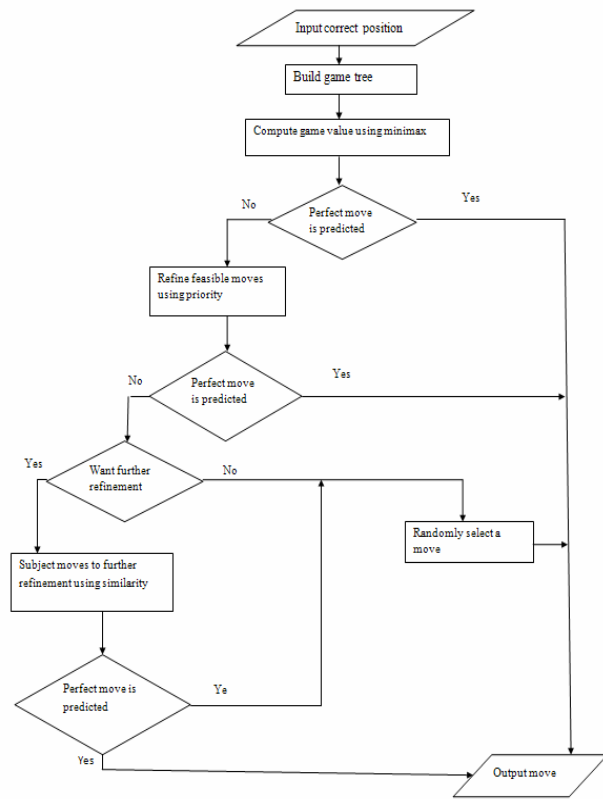 Input correct position
Build game tree
Compute game value using minimax
Perfect move
is predicted
No
Yes
Refine feasible moves
using priority
Perfect move
is predicted
No
Yes
Want further
refinement
Yes
No
Randomly select a
move
Subject moves to further
refinement using similarity
Perfect move is
predicted
Ye
Yes
Output move